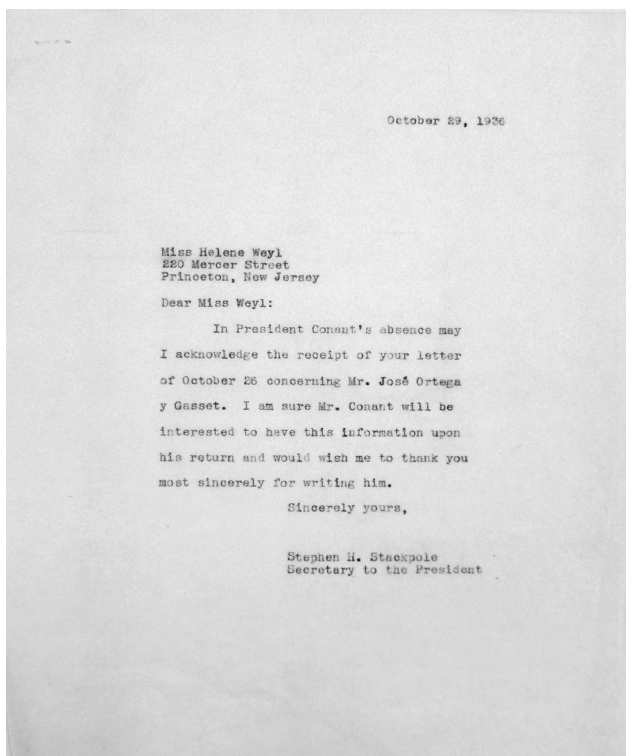 October 29, 1936
Miss Helene Weyl
220 Mercer Street
Princeton, New Jersey
Dear Miss Weyl:
In President Conant's absence may
I acknowledge the receipt of your letter
of October 26 concerning Mr. José Ortega
y Gasset. I am sure Mr. Conant will be
interested to have this information upon
his return and would wish me to thank you
most sincerely for writing him.
Sincerely yours,
Stephen H. Stackpole
Secretary to the President